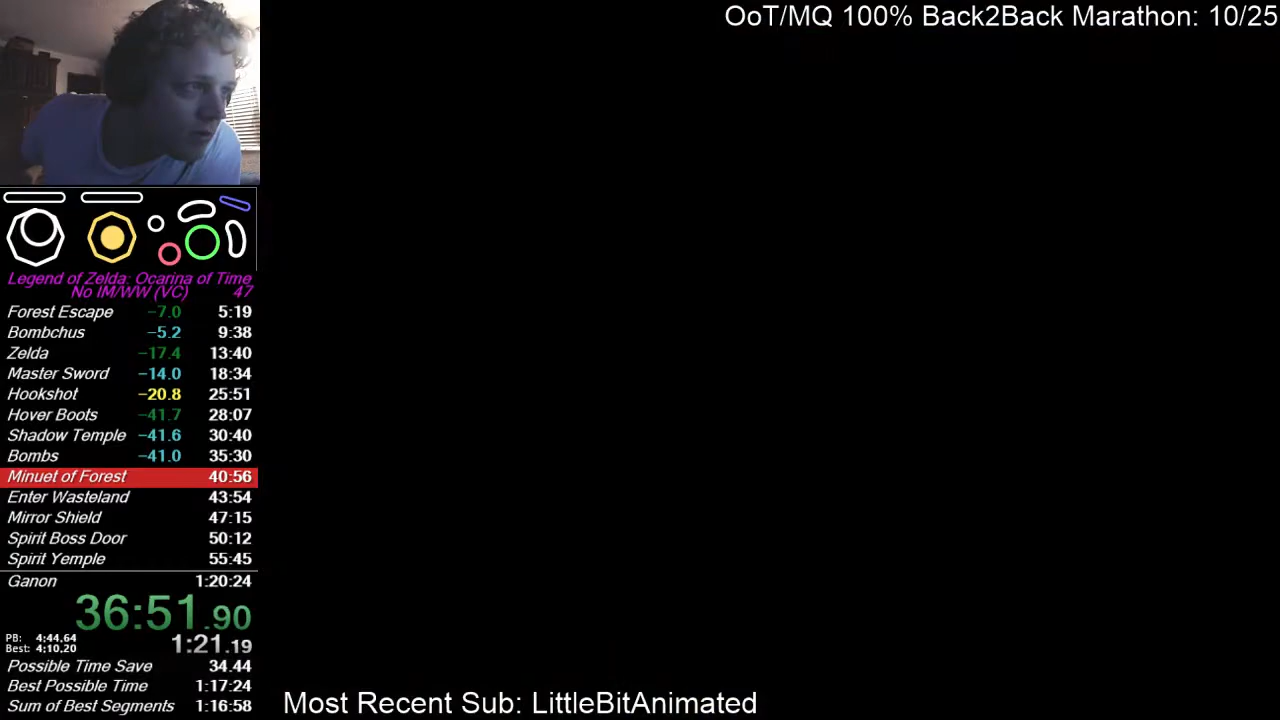 OoT/MQ 100% Back2Back Marathon: 10/25
Legend of Zelda: Ocarina of Time
No IM/WW (VC) 47
Forest Escape -7.0 5:19
Bombchus -5.2 9:38
Zelda -17.4 13:40
Master Sword -14.0 18:34
Hookshot -20.8 25:51
Hover Boots -41.7 28:07
Shadow Temple -41.6 30:40
Bombs -41.0 35:30
Minuet of Forest 40:56
Enter Wasteland 43:54
Mirror Shield 47:15
Spirit Boss Door 50:12
Spirit Yemple 55:45
Ganon 1:20:24
36:51.90
PB: 4:44.64
Best: 4:10.20
1:21.19
Possible Time Save 34.44
Best Possible Time 1:17:24
Sum of Best Segments 1:16:58
Most Recent Sub: LittleBitAnimated